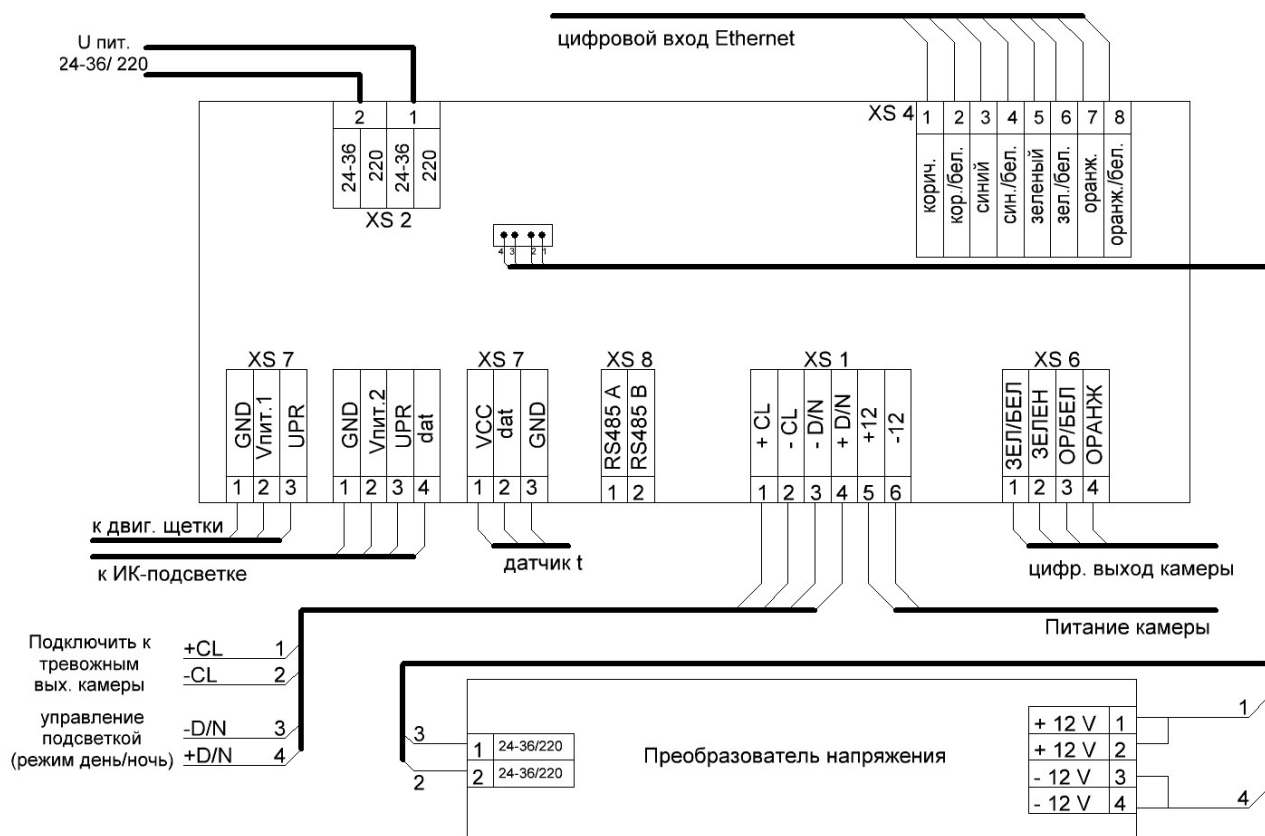 цифровой вход Ethernet
U пит.
24-36/ 220
2 1
24-36 220 24-36 220
XS 2
XS 4 1 2 3 4 5 6 7 8
корич. кор./бел. синий син./бел. зеленый зел./бел. оранж. оранж./бел.
4 3 2 1
XS 7
GND Vпит.1 UPR
1 2 3
GND Vпит.2 UPR dat
1 2 3 4
XS 7
VCC dat GND
1 2 3
XS 8
RS485 A RS485 B
1 2
XS 1
+ CL - CL - D/N + D/N +12 -12
1 2 3 4 5 6
XS 6
ЗЕЛ/БЕЛ ЗЕЛЕН ОР/БЕЛ ОРАНЖ
1 2 3 4
к двиг. щетки
к ИК-подсветке
датчик t
цифр. выход камеры
Питание камеры
Подключить к
тревожным
вых. камеры
+CL 1
-CL 2
управление
подсветкой
(режим день/ночь)
-D/N 3
+D/N 4
3
2
1 24-36/220
2 24-36/220
Преобразователь напряжения
+ 12 V 1
+ 12 V 2
- 12 V 3
- 12 V 4
1
4